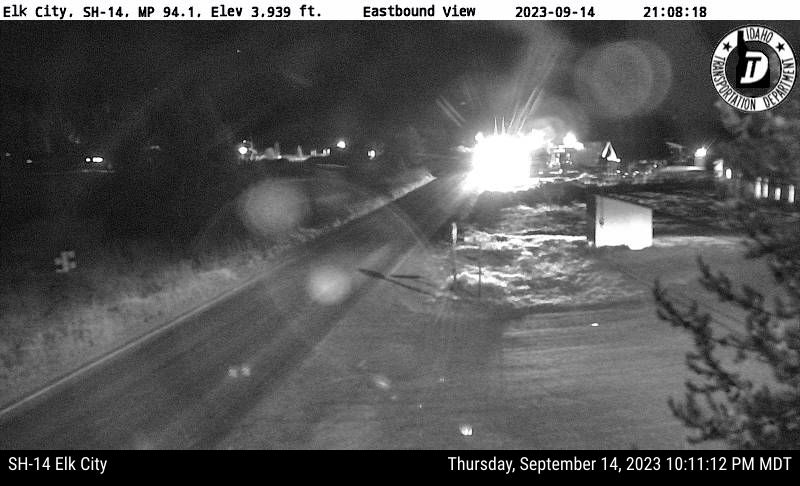 Elk City, SH-14, MP 94.1, Elev 3,939 ft. Eastbound View 2023-09-14 21:08:18
IDAHO
TRANSPORTATION DEPARTMENT
SH-14 Elk City Thursday, September 14, 2023 10:11:12 PM MDT